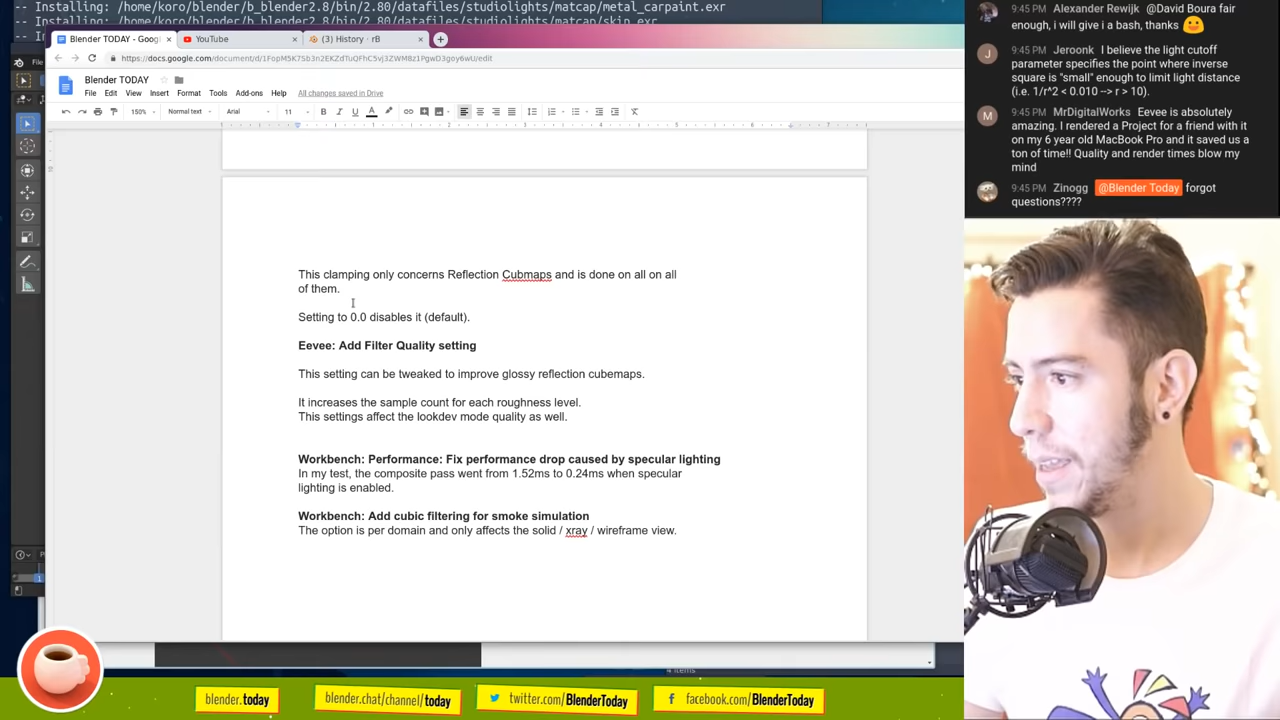 -- Installing: /home/koro/blender/b_blender2.8/bin/2.80/datafiles/studiolights/matcap/metal_carpaint.exr
-- Installing: /home/koro/blender/b_blender2.8/bin/2.80/datafiles/studiolights/matcap/skin.exr
Blender TODAY - Goog
YouTube
(3) History · rB
https://docs.google.com/document/d/1FopM5K7Sb3n2EKZdTuQFhC5vj3ZWM8z1PgwD3goy6wU/edit
Blender TODAY
File Edit View Insert Format Tools Add-ons Help All changes saved in Drive
150% Normal text Arial 11 B I U A
This clamping only concerns Reflection Cubmaps and is done on all on all
of them.
Setting to 0.0 disables it (default).
Eevee: Add Filter Quality setting
This setting can be tweaked to improve glossy reflection cubemaps.
It increases the sample count for each roughness level.
This settings affect the lookdev mode quality as well.
Workbench: Performance: Fix performance drop caused by specular lighting
In my test, the composite pass went from 1.52ms to 0.24ms when specular
lighting is enabled.
Workbench: Add cubic filtering for smoke simulation
The option is per domain and only affects the solid / xray / wireframe view.
9:45 PM Alexander Rewijk @David Boura fair
enough, i will give i a bash, thanks
9:45 PM Jeroonk I believe the light cutoff
parameter specifies the point where inverse
square is "small" enough to limit light distance
(i.e. 1/r^2 < 0.010 --> r > 10).
9:45 PM MrDigitalWorks Eevee is absolutely
amazing. I rendered a Project for a friend with it
on my 6 year old MacBook Pro and it saved us a
ton of time!! Quality and render times blow my
mind
9:45 PM Zinogg @Blender Today forgot
questions????
blender.today
blender.chat/channel/today
twitter.com/BlenderToday
facebook.com/BlenderToday